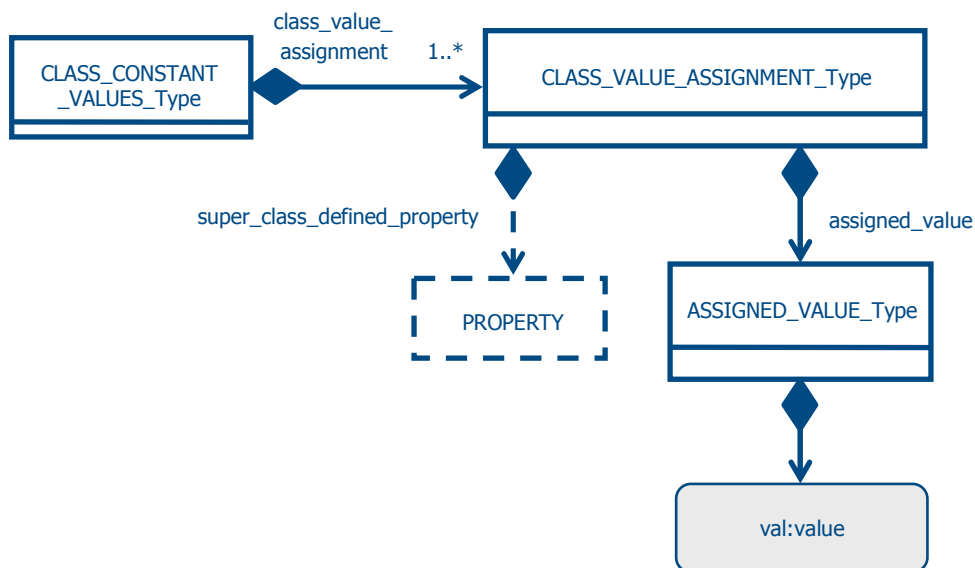 class_value_
assignment
1..*
CLASS_CONSTANT
_VALUES_Type
CLASS_VALUE_ASSIGNMENT_Type
super_class_defined_property
assigned_value
PROPERTY
ASSIGNED_VALUE_Type
val:value